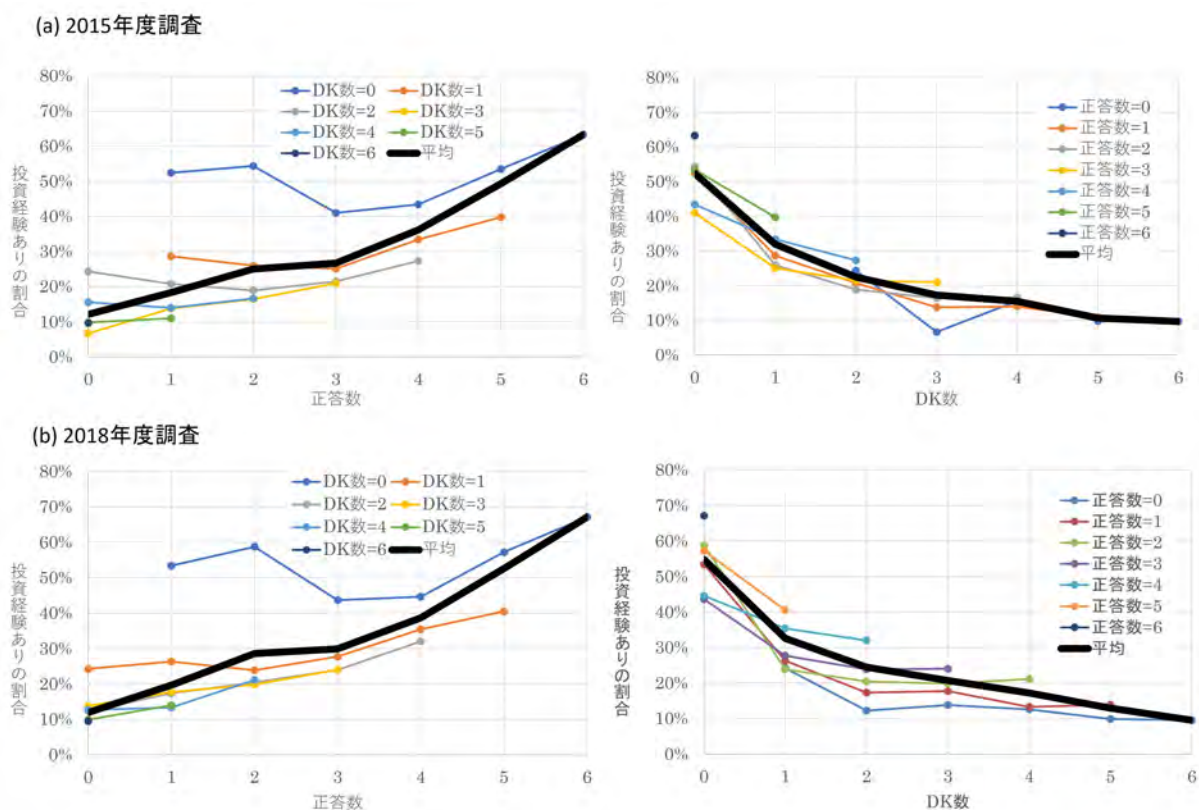 (a) 2015年度調査
80%
70%
60%
50%
40%
30%
20%
10%
0%
投資経験ありの割合
DK数=0
DK数=1
DK数=2
DK数=3
DK数=4
DK数=5
DK数=6
平均
0 1 2 3 4 5 6
正答数
80%
70%
60%
50%
40%
30%
20%
10%
0%
投資経験ありの割合
正答数=0
正答数=1
正答数=2
正答数=3
正答数=4
正答数=5
正答数=6
平均
0 1 2 3 4 5 6
DK数
(b) 2018年度調査
80%
70%
60%
50%
40%
30%
20%
10%
0%
投資経験ありの割合
DK数=0
DK数=1
DK数=2
DK数=3
DK数=4
DK数=5
DK数=6
平均
0 1 2 3 4 5 6
正答数
80%
70%
60%
50%
40%
30%
20%
10%
0%
投資経験ありの割合
正答数=0
正答数=1
正答数=2
正答数=3
正答数=4
正答数=5
正答数=6
平均
0 1 2 3 4 5 6
DK数